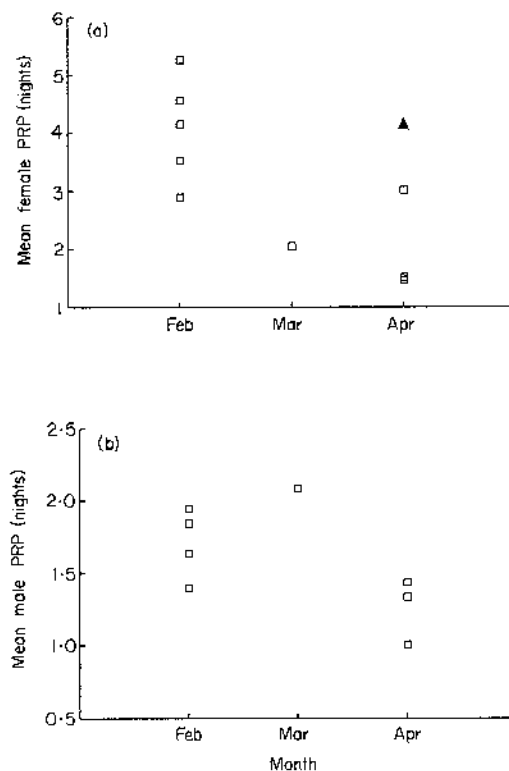 (a)
Mean female PRP (nights)
6
5
4
3
2
1
Feb Mar Apr
(b)
Mean male PRP (nights)
2·5
2·0
1·5
1·0
0·5
Feb Mar Apr
Month